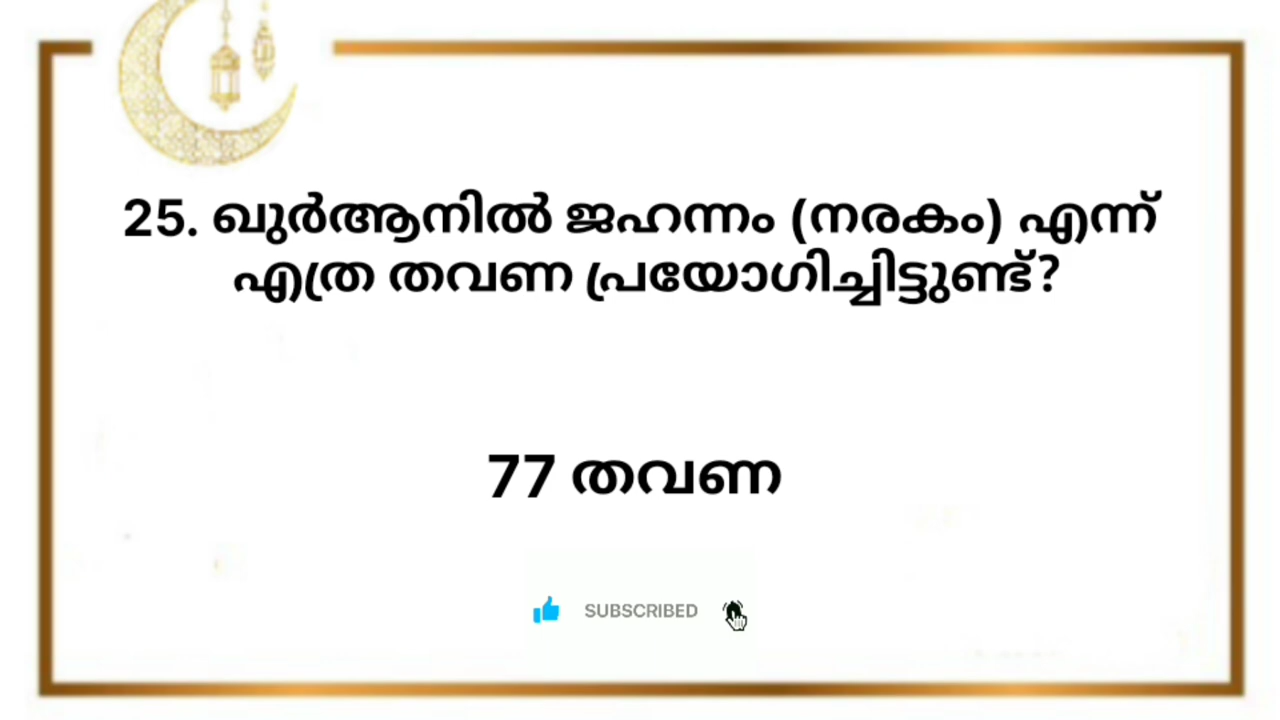 25. ഖുർആനിൽ ജഹന്നം (നരകം) എന്ന്
എത്ര തവണ പ്രയോഗിച്ചിട്ടുണ്ട്?
77 തവണ
SUBSCRIBED